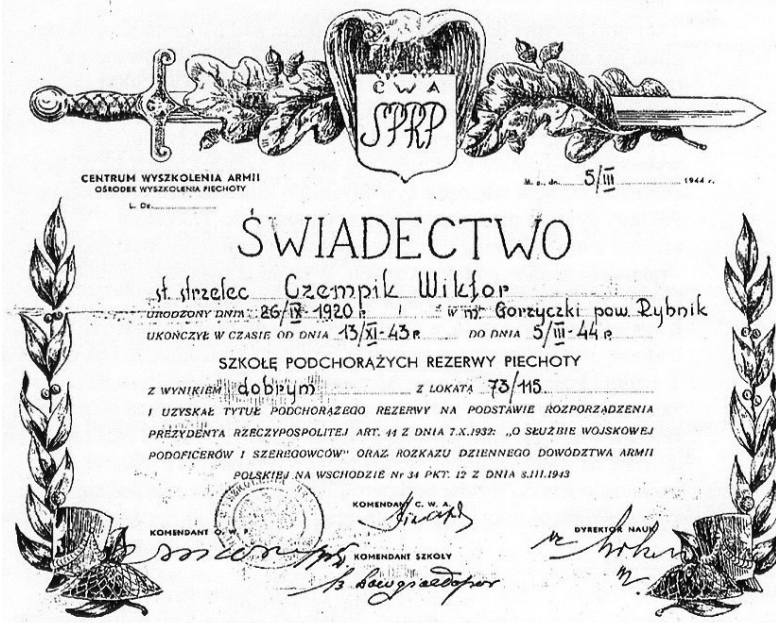 C W A
SPRP
CENTRUM WYSZKOLENIA ARMII
OŚRODEK WYSZKOLENIA PIECHOTY
L. Dz.
M. p. dn. 5/III 1944 r.
ŚWIADECTWO
st. strzelec Czempik Wiktor
URODZONY DNIA 26/IX-1920 r. W m. Gorzyczki pow. Rybnik
UKOŃCZYŁ W CZASIE OD DNIA 13/XI-43 r. DO DNIA 5/III-44 r.
SZKOŁĘ PODCHORĄŻYCH REZERWY PIECHOTY
Z WYNIKIEM dobrym Z LOKATĄ 73/115
I UZYSKAŁ TYTUŁ PODCHORĄŻEGO REZERWY NA PODSTAWIE ROZPORZĄDZENIA
PREZYDENTA RZECZYPOSPOLITEJ ART. 44 Z DNIA 7.X.1932: „O SŁUŻBIE WOJSKOWEJ
PODOFICERÓW I SZEREGOWCÓW" ORAZ ROZKAZU DZIENNEGO DOWÓDZTWA ARMII
POLSKIEJ NA WSCHODZIE Nr 34 PKT. 12 Z DNIA 8.III.1943
KOMENDANT O. W. P.
KOMENDANT C. W. A.
DYREKTOR NAUK
KOMENDANT SZKOŁY